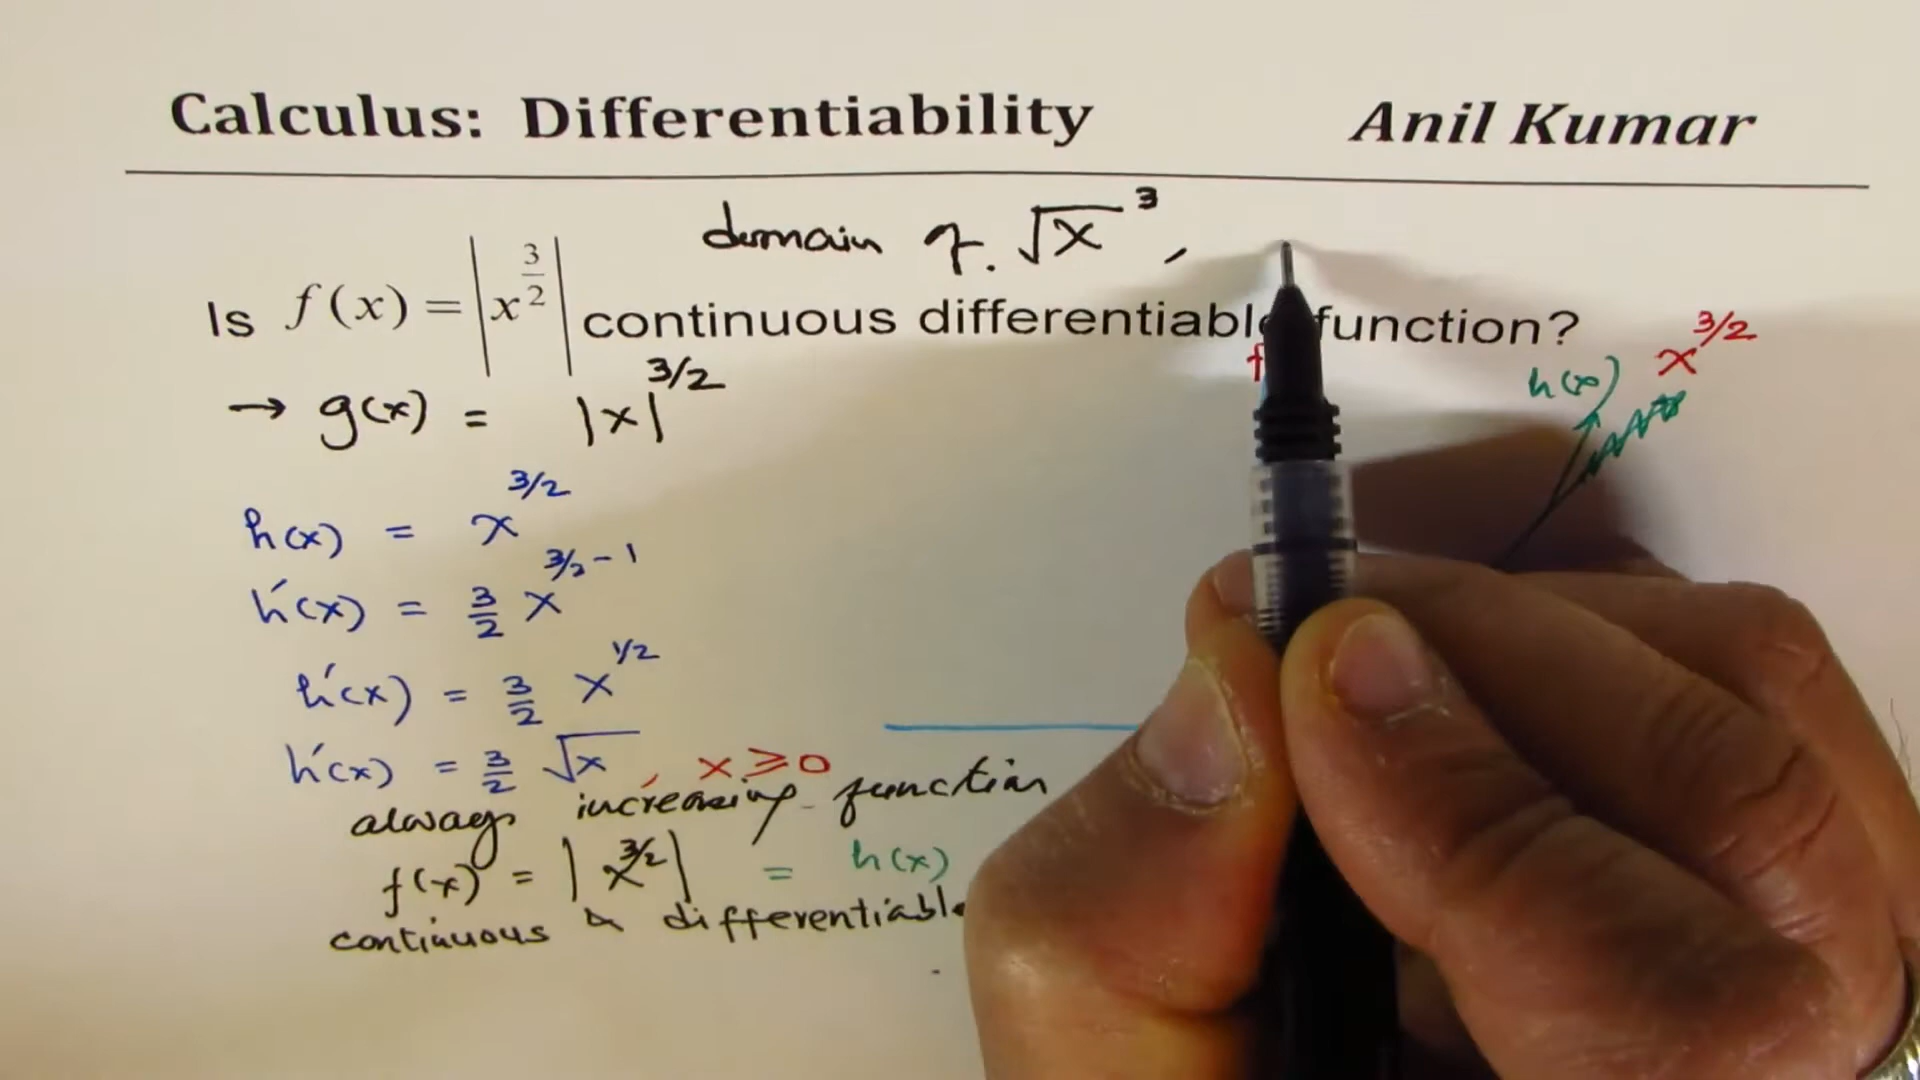 Calculus: Differentiability Anil Kumar
domain of. √x ³,
Is f(x) = |x^{3/2}| continuous differentiable function?
→ g(x) = |x|^{3/2}
h(x) x^{3/2}
h(x) = x^{3/2}
h'(x) = 3/2 x^{3/2 - 1}
h'(x) = 3/2 x^{1/2}
h'(x) = 3/2 √x , x ≥ 0
always increasing function
f(x) = |x^{3/2}| = h(x)
continuous & differentiable